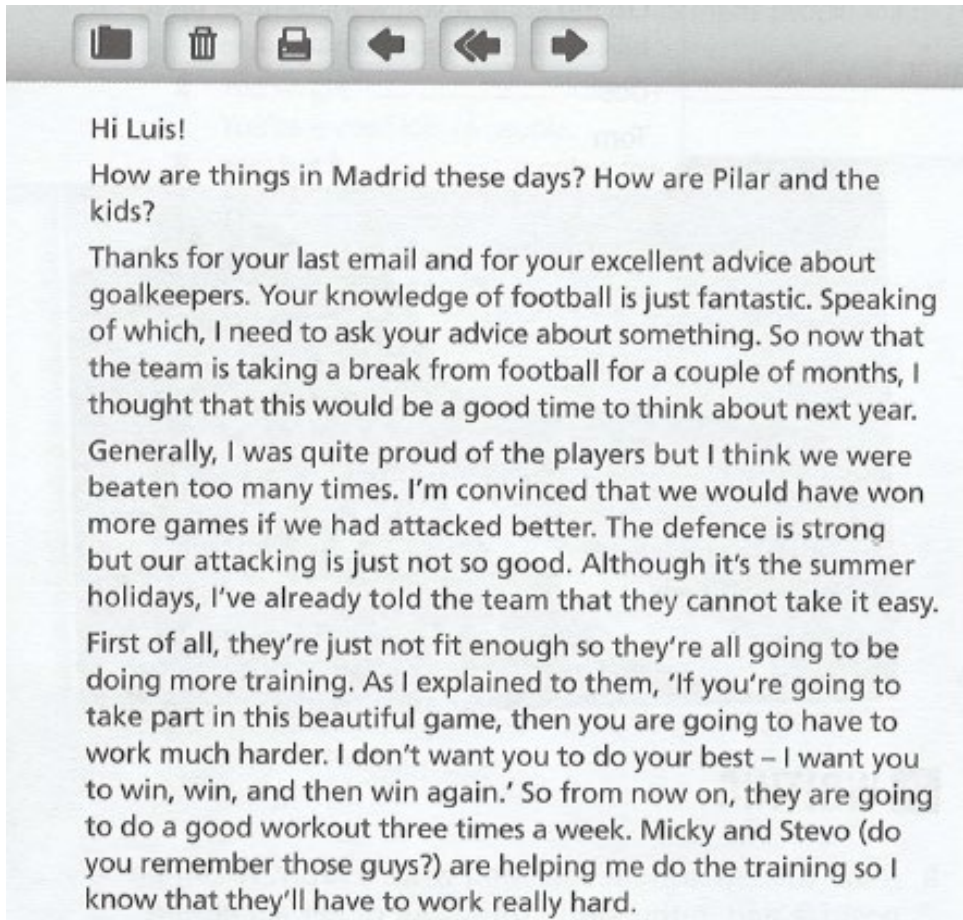 Hi Luis!
How are things in Madrid these days? How are Pilar and the
kids?
Thanks for your last email and for your excellent advice about
goalkeepers. Your knowledge of football is just fantastic. Speaking
of which, I need to ask your advice about something. So now that
the team is taking a break from football for a couple of months, I
thought that this would be a good time to think about next year.
Generally, I was quite proud of the players but I think we were
beaten too many times. I'm convinced that we would have won
more games if we had attacked better. The defence is strong
but our attacking is just not so good. Although it's the summer
holidays, I've already told the team that they cannot take it easy.
First of all, they're just not fit enough so they're all going to be
doing more training. As I explained to them, 'If you're going to
take part in this beautiful game, then you are going to have to
work much harder. I don't want you to do your best – I want you
to win, win, and then win again.' So from now on, they are going
to do a good workout three times a week. Micky and Stevo (do
you remember those guys?) are helping me do the training so I
know that they'll have to work really hard.